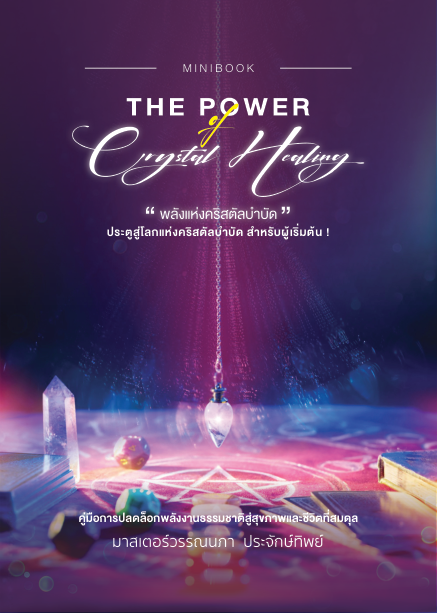 MINIBOOK
THE POWER
of
Crystal Healing
“ พลังแห่งคริสตัลบำบัด ”
ประตูสู่โลกแห่งคริสตัลบำบัด สำหรับผู้เริ่มต้น !
คู่มือการปลดล็อกพลังงานธรรมชาติสู่สุขภาพและชีวิตที่สมดุล
มาสเตอร์วรรณนภา ประจักษ์ทิพย์